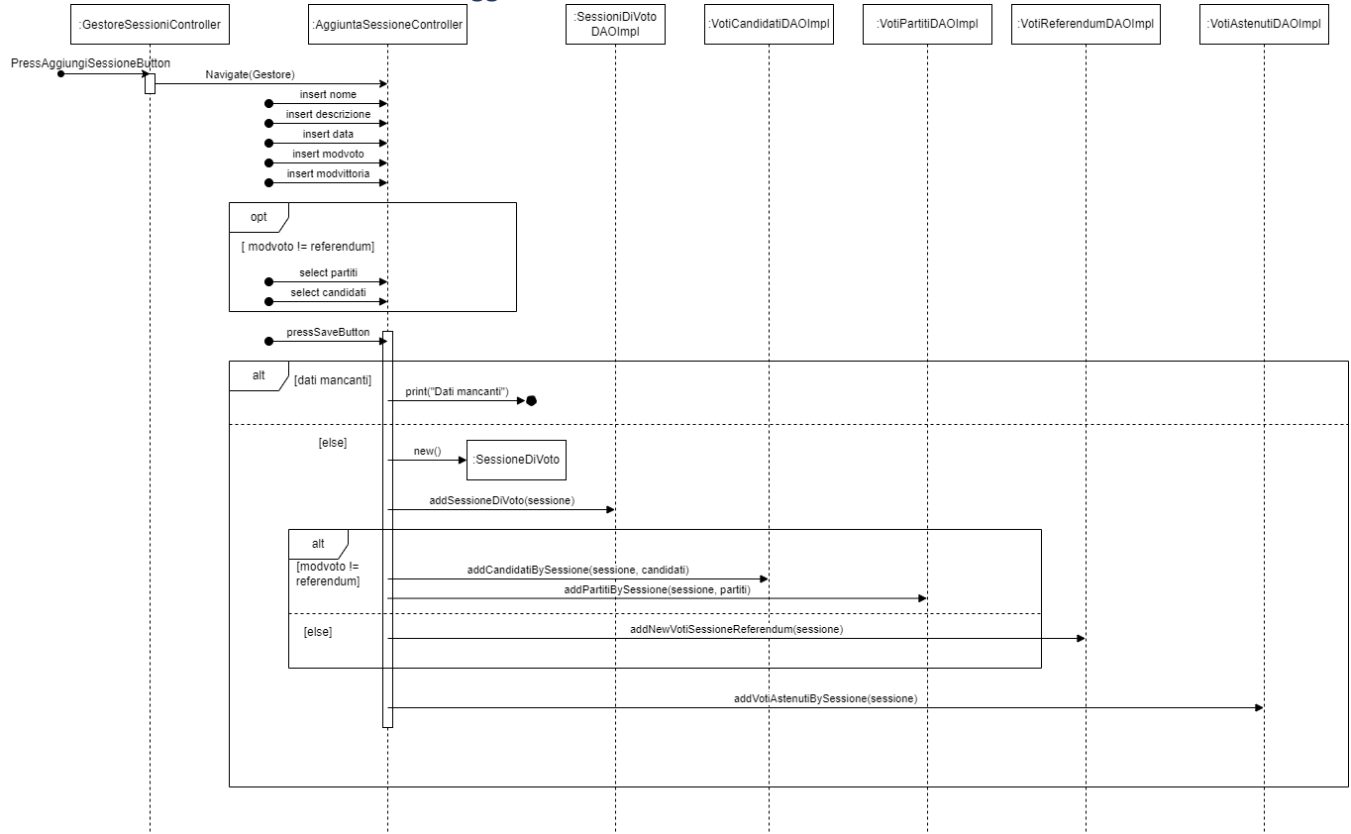 gg
:GestoreSessioniController
:AggiuntaSessioneController
:SessioniDiVoto
DAOImpl
:VotiCandidatiDAOImpl
:VotiPartitiDAOImpl
:VotiReferendumDAOImpl
:VotiAstenutiDAOImpl
PressAggiungiSessioneButton
Navigate(Gestore)
insert nome
insert descrizione
insert data
insert modvoto
insert modvittoria
opt
[ modvoto != referendum]
select partiti
select candidati
pressSaveButton
alt
[dati mancanti]
print("Dati mancanti")
[else]
new()
:SessioneDiVoto
addSessioneDiVoto(sessione)
alt
[modvoto !=
referendum]
addCandidatiBySessione(sessione, candidati)
addPartitiBySessione(sessione, partiti)
[else]
addNewVotiSessioneReferendum(sessione)
addVotiAstenutiBySessione(sessione)